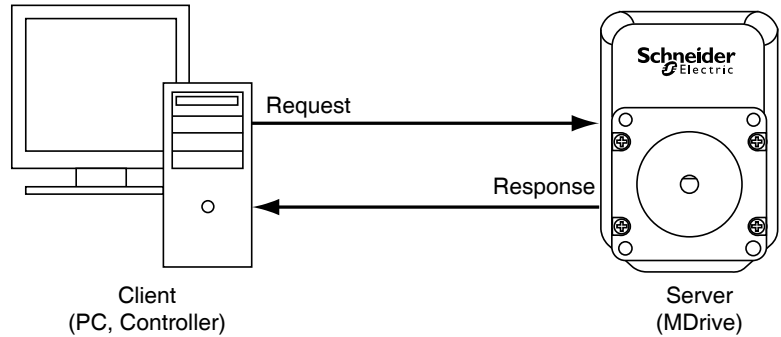 Schneider
Electric
Request
Response
Client
(PC, Controller)
Server
(MDrive)